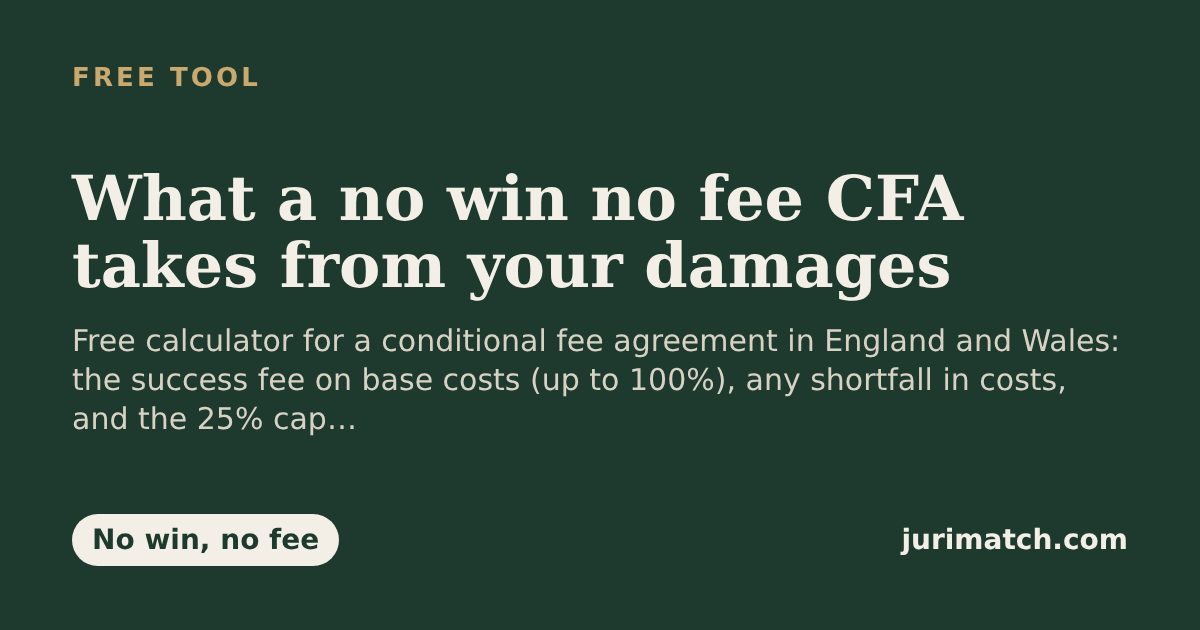 FREE TOOL
What a no win no fee CFA
takes from your damages
Free calculator for a conditional fee agreement in England and Wales:
the success fee on base costs (up to 100%), any shortfall in costs,
and the 25% cap…
No win, no fee
jurimatch.com